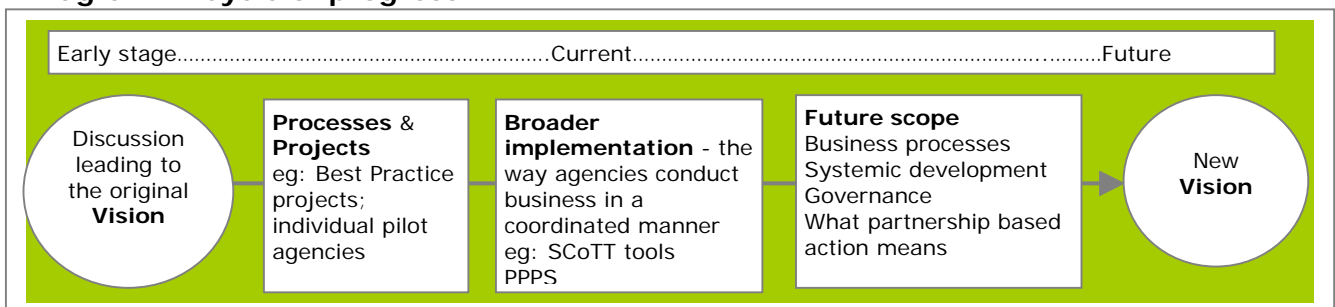 Early stage……………………………………………………….Current…………………………………………………………..………Future
Discussion
leading to
the original
Vision
Processes &
Projects
eg: Best Practice
projects;
individual pilot
agencies
Broader
implementation - the
way agencies conduct
business in a
coordinated manner
eg: SCoTT tools
PPPS
Future scope
Business processes
Systemic development
Governance
What partnership based
action means
New
Vision